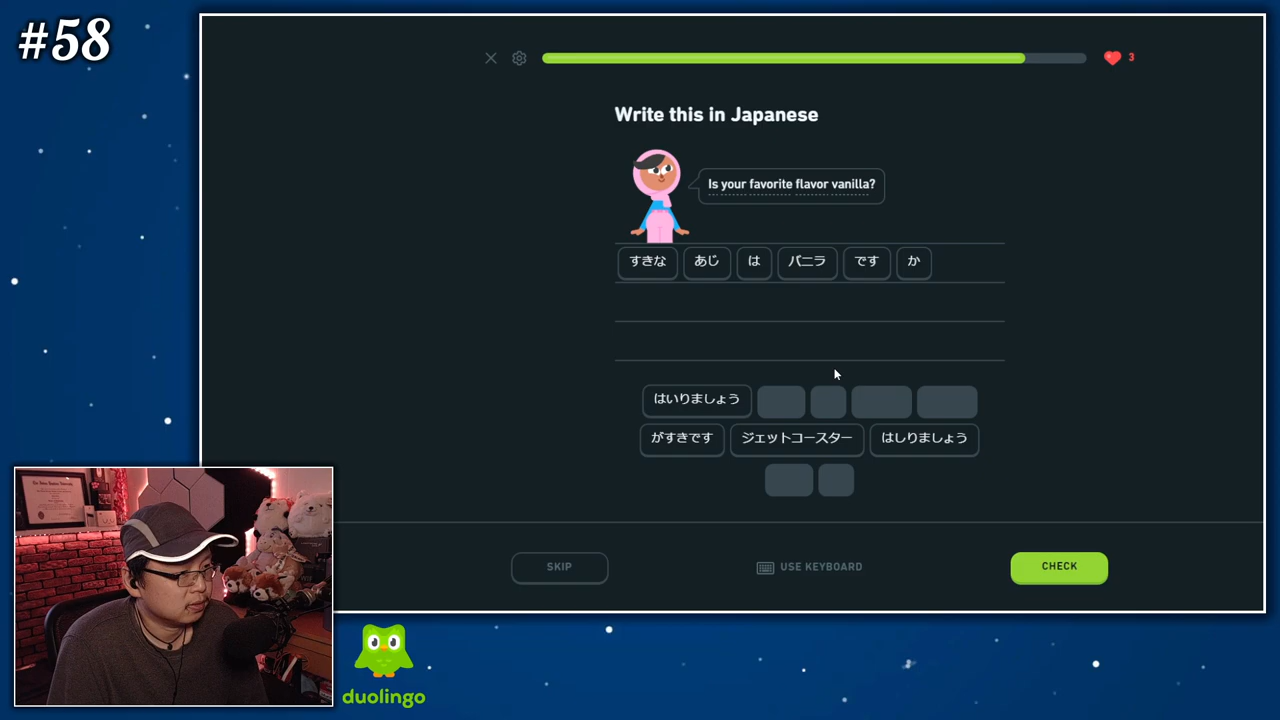 #58
3
Write this in Japanese
Is your favorite flavor vanilla?
すきな あじ は バニラ です か
はいりましょう
がすきです ジェットコースター はしりましょう
SKIP
USE KEYBOARD
CHECK
duolingo